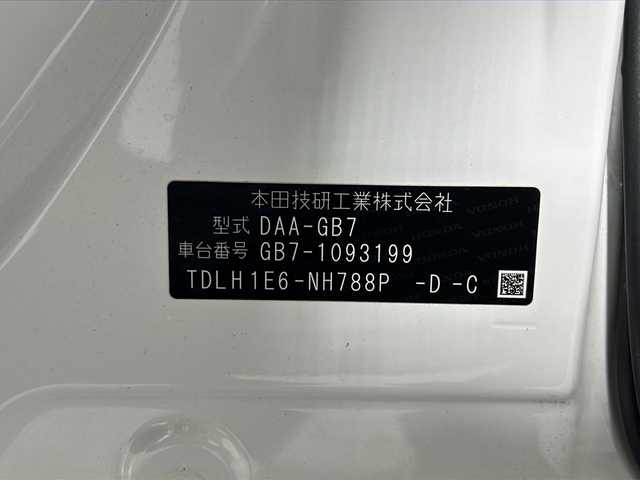 本田技研工業株式会社
型式 DAA-GB7
車台番号 GB7-1093199
TDLH1E6-NH788P -D -C